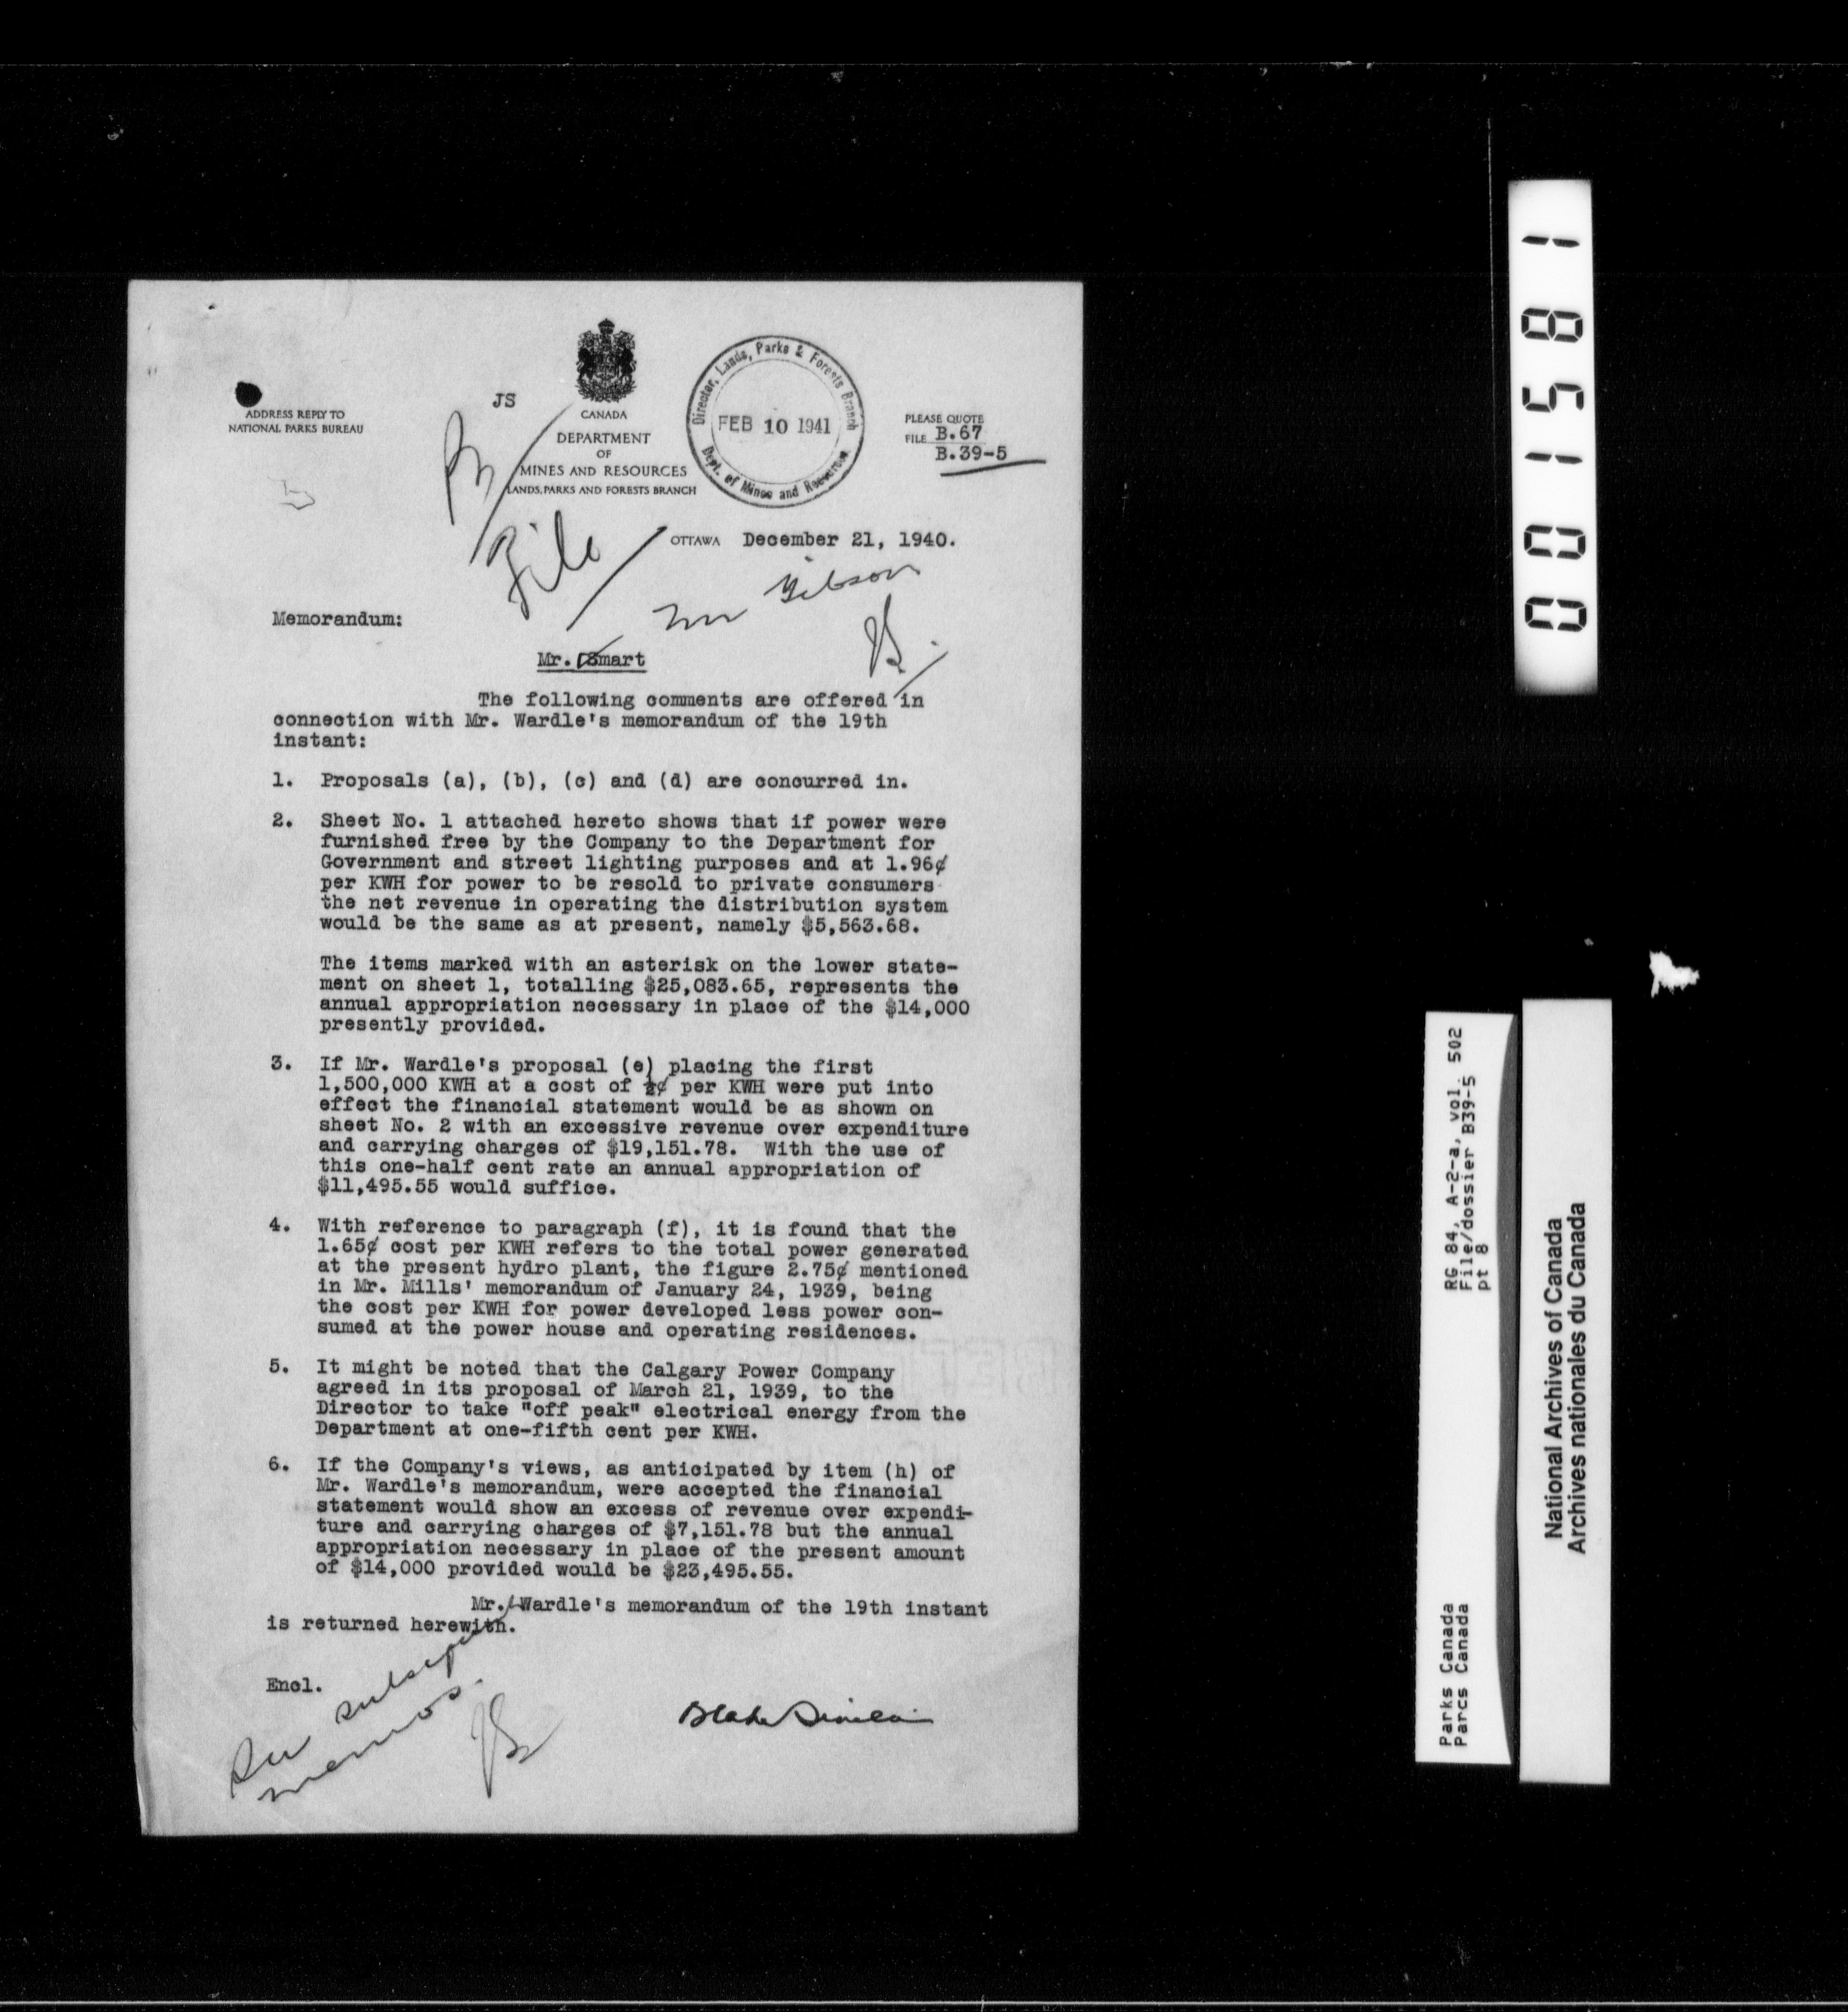 JS
ADDRESS REPLY TO
NATIONAL PARKS BUREAU
CANADA
DEPARTMENT
OF
MINES AND RESOURCES
LANDS, PARKS AND FORESTS BRANCH
Director, Lands, Parks & Forests Branch
FEB 10 1941
Dept. of Mines and Resources
PLEASE QUOTE
FILE B.67
B.39-5
File
OTTAWA December 21, 1940.
Mr Gibson
Memorandum:
Mr. Smart
The following comments are offered in
connection with Mr. Wardle's memorandum of the 19th
instant:
1. Proposals (a), (b), (c) and (d) are concurred in.
2. Sheet No. 1 attached hereto shows that if power were
furnished free by the Company to the Department for
Government and street lighting purposes and at 1.96¢
per KWH for power to be resold to private consumers
the net revenue in operating the distribution system
would be the same as at present, namely $5,563.68.
The items marked with an asterisk on the lower state-
ment on sheet 1, totalling $25,083.65, represents the
annual appropriation necessary in place of the $14,000
presently provided.
3. If Mr. Wardle's proposal (e) placing the first
1,500,000 KWH at a cost of ½¢ per KWH were put into
effect the financial statement would be as shown on
sheet No. 2 with an excessive revenue over expenditure
and carrying charges of $19,151.78. With the use of
this one-half cent rate an annual appropriation of
$11,495.55 would suffice.
4. With reference to paragraph (f), it is found that the
1.65¢ cost per KWH refers to the total power generated
at the present hydro plant, the figure 2.75¢ mentioned
in Mr. Mills' memorandum of January 24, 1939, being
the cost per KWH for power developed less power con-
sumed at the power house and operating residences.
5. It might be noted that the Calgary Power Company
agreed in its proposal of March 21, 1939, to the
Director to take "off peak" electrical energy from the
Department at one-fifth cent per KWH.
6. If the Company's views, as anticipated by item (h) of
Mr. Wardle's memorandum, were accepted the financial
statement would show an excess of revenue over expendi-
ture and carrying charges of $7,151.78 but the annual
appropriation necessary in place of the present amount
of $14,000 provided would be $23,495.55.
Mr. Wardle's memorandum of the 19th instant
is returned herewith.
Encl.
See subsequent
memos.
001581
RG 84, A-2-a, vol. 502
File/dossier B39-5
pt 8
Parks Canada
Parcs Canada
National Archives of Canada
Archives nationales du Canada